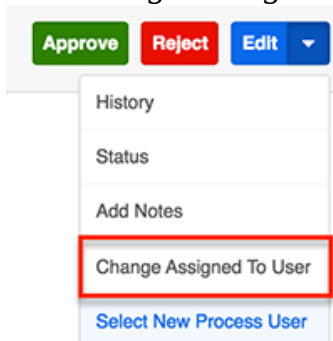 Approve Reject Edit
History
Status
Add Notes
Change Assigned To User
Select New Process User